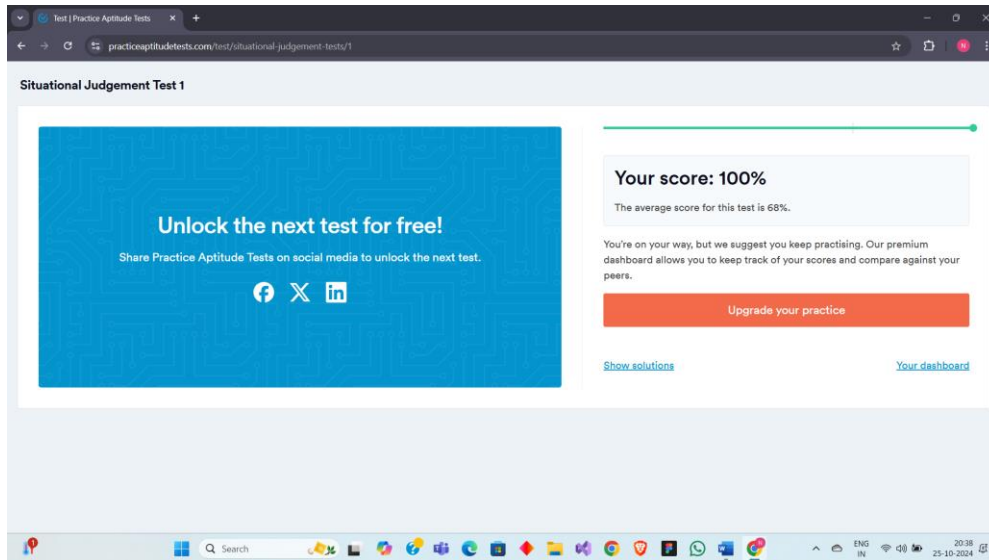 Test | Practice Aptitude Tests
practiceaptitudetests.com/test/situational-judgement-tests/1
N
Situational Judgement Test 1
Unlock the next test for free!
Share Practice Aptitude Tests on social media to unlock the next test.
Your score: 100%
The average score for this test is 68%.
You're on your way, but we suggest you keep practising. Our premium
dashboard allows you to keep track of your scores and compare against your
peers.
Upgrade your practice
Show solutions
Your dashboard
Search
ENG
IN
20:38
25-10-2024